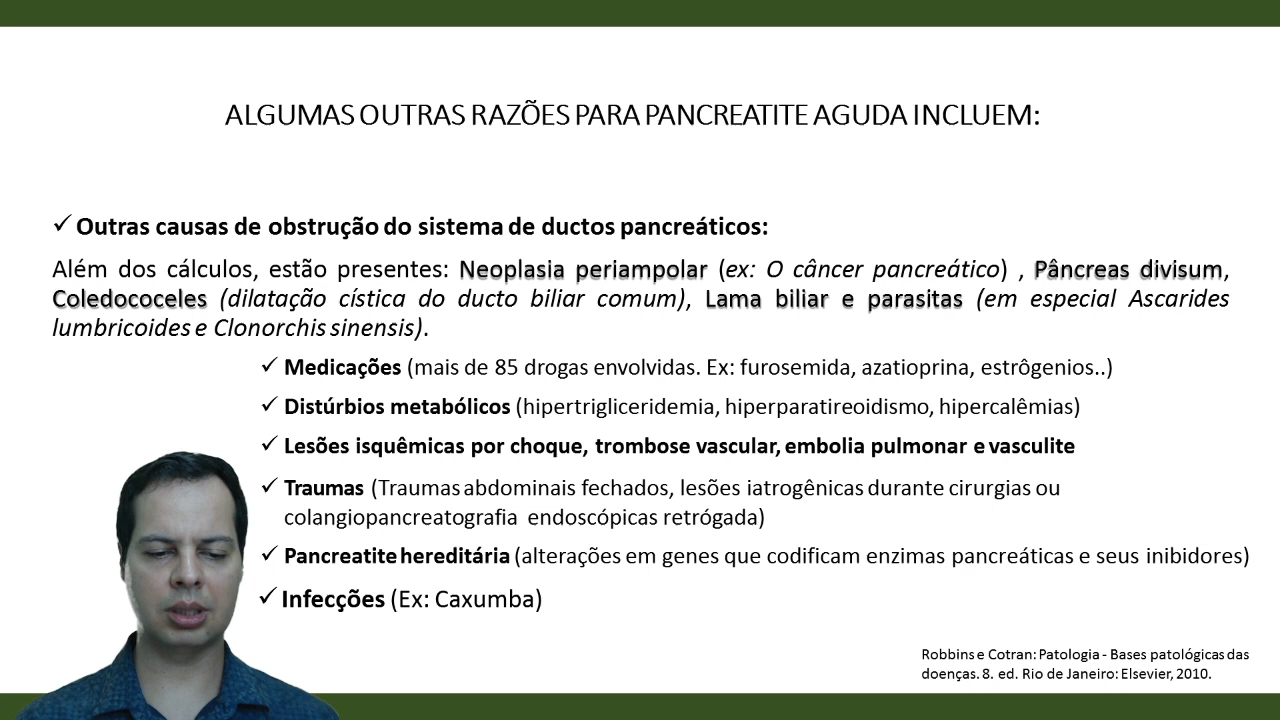 ALGUMAS OUTRAS RAZÕES PARA PANCREATITE AGUDA INCLUEM:
✓ Outras causas de obstrução do sistema de ductos pancreáticos:
Além dos cálculos, estão presentes: Neoplasia periampolar (ex: O câncer pancreático) , Pâncreas divisum,
Coledococeles (dilatação cística do ducto biliar comum), Lama biliar e parasitas (em especial Ascarides
lumbricoides e Clonorchis sinensis).
✓ Medicações (mais de 85 drogas envolvidas. Ex: furosemida, azatioprina, estrôgenios..)
✓ Distúrbios metabólicos (hipertrigliceridemia, hiperparatireoidismo, hipercalêmias)
✓ Lesões isquêmicas por choque, trombose vascular, embolia pulmonar e vasculite
✓ Traumas (Traumas abdominais fechados, lesões iatrogênicas durante cirurgias ou
colangiopancreatografia endoscópicas retrógada)
✓ Pancreatite hereditária (alterações em genes que codificam enzimas pancreáticas e seus inibidores)
✓ Infecções (Ex: Caxumba)
Robbins e Cotran: Patologia - Bases patológicas das
doenças. 8. ed. Rio de Janeiro: Elsevier, 2010.